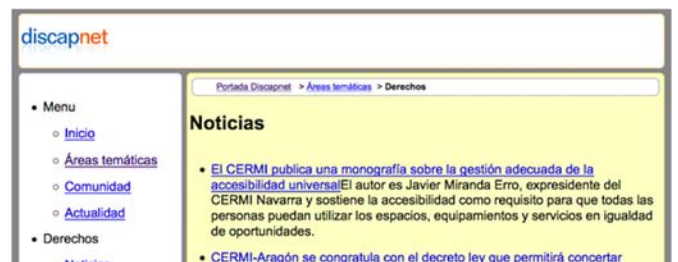 discapnet
Portada Discapnet > Áreas temáticas > Derechos
• Menu
○ Inicio
○ Áreas temáticas
○ Comunidad
○ Actualidad
• Derechos
Noticias
• El CERMI publica una monografía sobre la gestión adecuada de la
accesibilidad universalEl autor es Javier Miranda Erro, expresidente del
CERMI Navarra y sostiene la accesibilidad como requisito para que todas las
personas puedan utilizar los espacios, equipamientos y servicios en igualdad
de oportunidades.
• CERMI-Aragón se congratula con el decreto ley que permitirá concertar